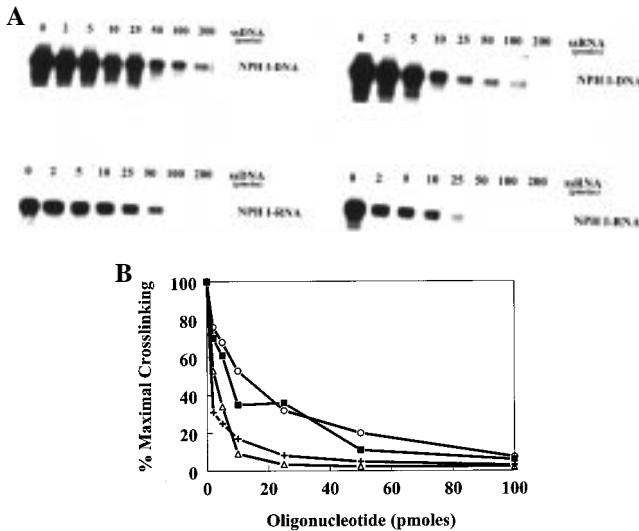 A
0 2 5 10 25 50 100 200 ssDNA
(pmoles)
NPH I-DNA
0 2 5 10 25 50 100 200 ssRNA
(pmoles)
NPH I-DNA
0 2 5 10 25 50 100 200 ssDNA
(pmoles)
NPH I-RNA
0 2 10 25 50 100 200 ssRNA
(pmoles)
NPH I-RNA
B
% Maximal Crosslinking
100
80
60
40
20
0
0 20 40 60 80 100
Oligonucleotide (pmoles)